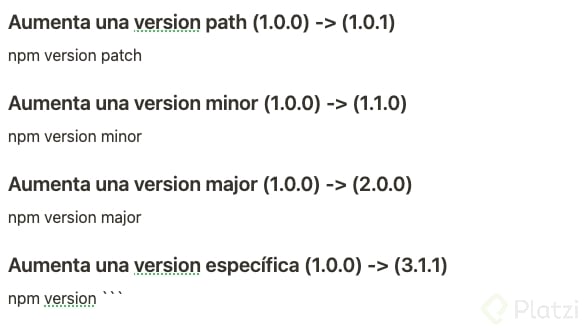 Aumenta una version path (1.0.0) -> (1.0.1)
npm version patch
Aumenta una version minor (1.0.0) -> (1.1.0)
npm version minor
Aumenta una version major (1.0.0) -> (2.0.0)
npm version major
Aumenta una version específica (1.0.0) -> (3.1.1)
npm version ```
Platzi